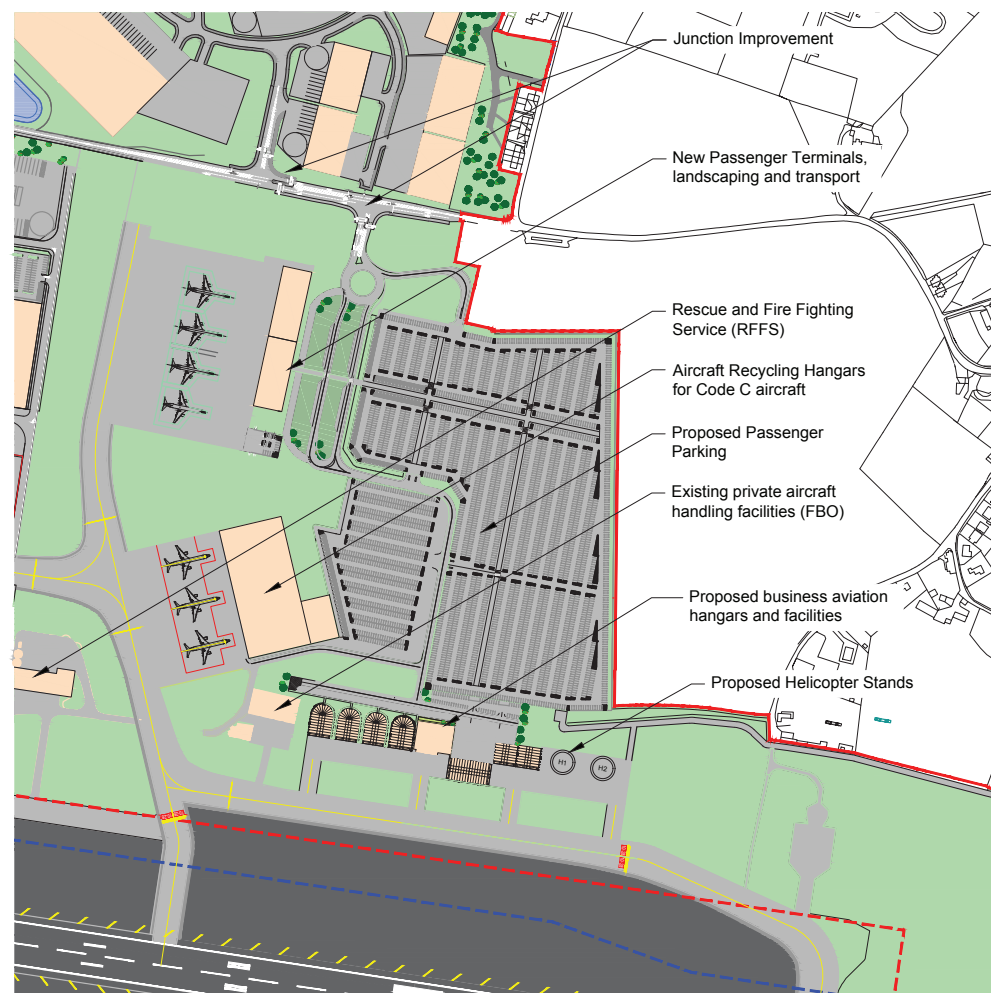 Junction Improvement
New Passenger Terminals,
landscaping and transport
Rescue and Fire Fighting
Service (RFFS)
Aircraft Recycling Hangars
for Code C aircraft
Proposed Passenger
Parking
Existing private aircraft
handling facilities (FBO)
Proposed business aviation
hangars and facilities
Proposed Helicopter Stands
H1
H2